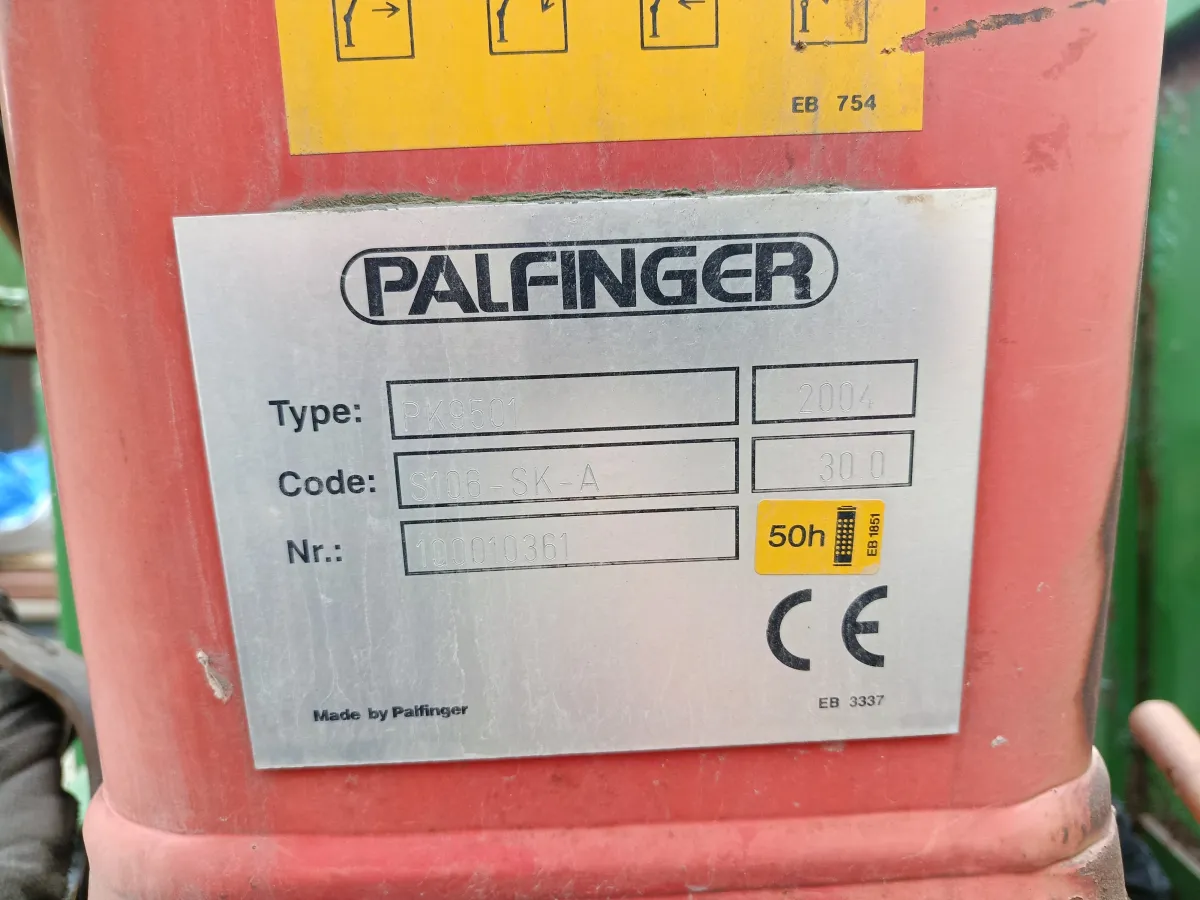 EB 754
PALFINGER
Type: PK9501 2004
Code: S108-SK-A 30.0
Nr.: 100010361
50h EB 1851
CE
Made by Palfinger
EB 3337